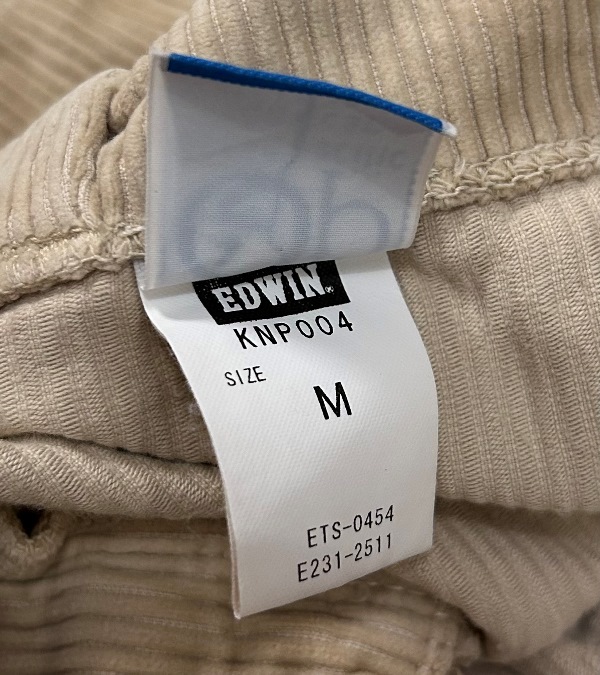 EDWIN®
KNP004
SIZE
M
ETS-0454
E231-2511